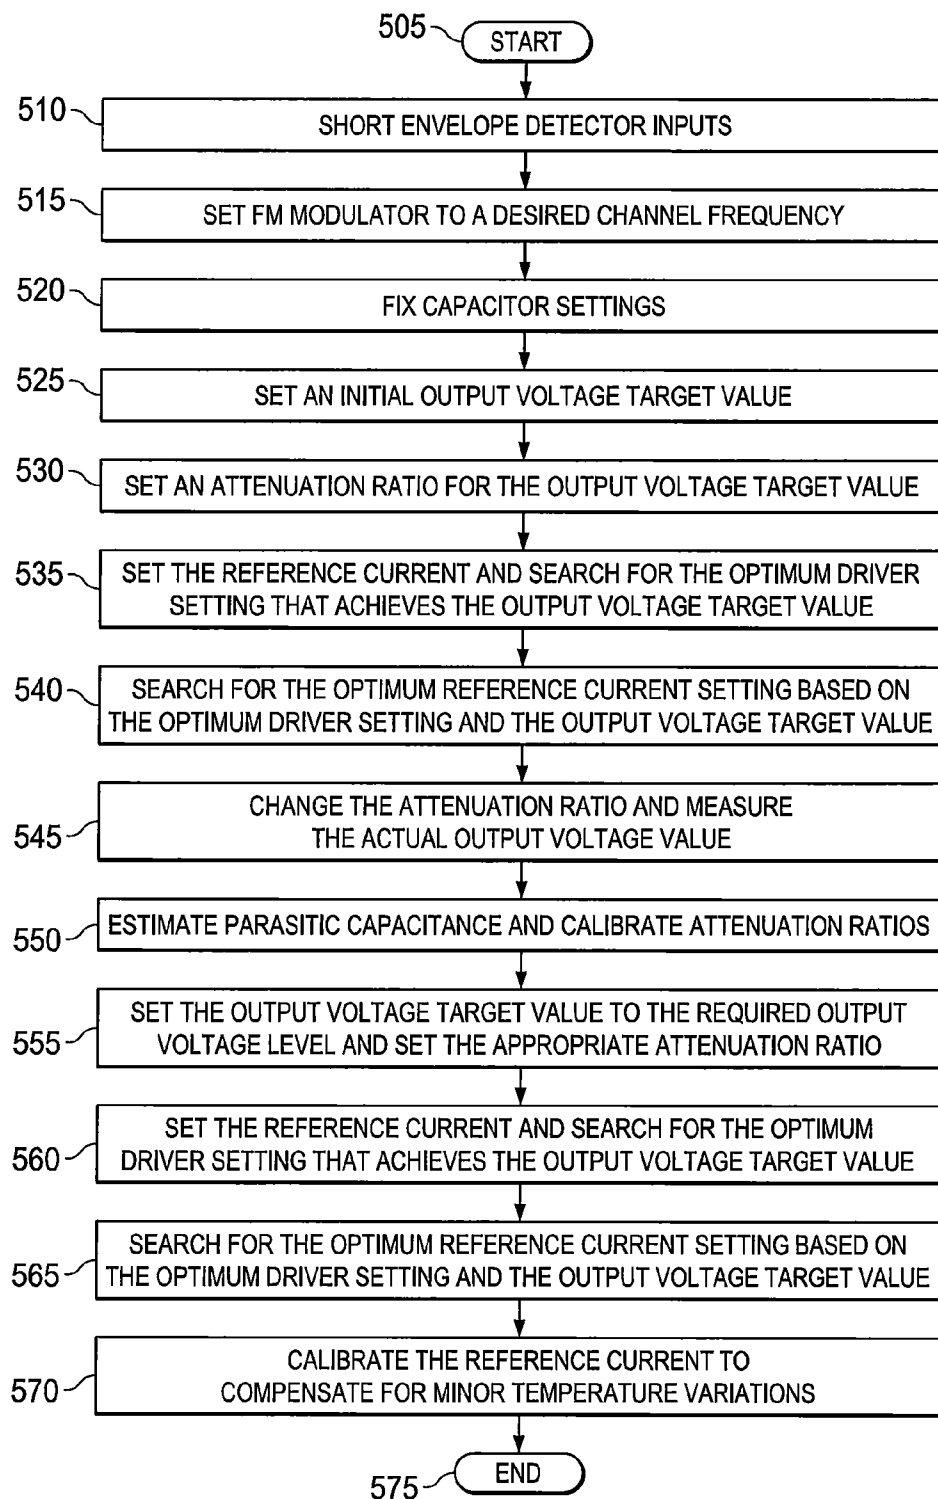 505
START
510
SHORT ENVELOPE DETECTOR INPUTS
515
SET FM MODULATOR TO A DESIRED CHANNEL FREQUENCY
520
FIX CAPACITOR SETTINGS
525
SET AN INITIAL OUTPUT VOLTAGE TARGET VALUE
530
SET AN ATTENUATION RATIO FOR THE OUTPUT VOLTAGE TARGET VALUE
535
SET THE REFERENCE CURRENT AND SEARCH FOR THE OPTIMUM DRIVER
SETTING THAT ACHIEVES THE OUTPUT VOLTAGE TARGET VALUE
540
SEARCH FOR THE OPTIMUM REFERENCE CURRENT SETTING BASED ON
THE OPTIMUM DRIVER SETTING AND THE OUTPUT VOLTAGE TARGET VALUE
545
CHANGE THE ATTENUATION RATIO AND MEASURE
THE ACTUAL OUTPUT VOLTAGE VALUE
550
ESTIMATE PARASITIC CAPACITANCE AND CALIBRATE ATTENUATION RATIOS
555
SET THE OUTPUT VOLTAGE TARGET VALUE TO THE REQUIRED OUTPUT
VOLTAGE LEVEL AND SET THE APPROPRIATE ATTENUATION RATIO
560
SET THE REFERENCE CURRENT AND SEARCH FOR THE OPTIMUM
DRIVER SETTING THAT ACHIEVES THE OUTPUT VOLTAGE TARGET VALUE
565
SEARCH FOR THE OPTIMUM REFERENCE CURRENT SETTING BASED ON
THE OPTIMUM DRIVER SETTING AND THE OUTPUT VOLTAGE TARGET VALUE
570
CALIBRATE THE REFERENCE CURRENT TO
COMPENSATE FOR MINOR TEMPERATURE VARIATIONS
575
END